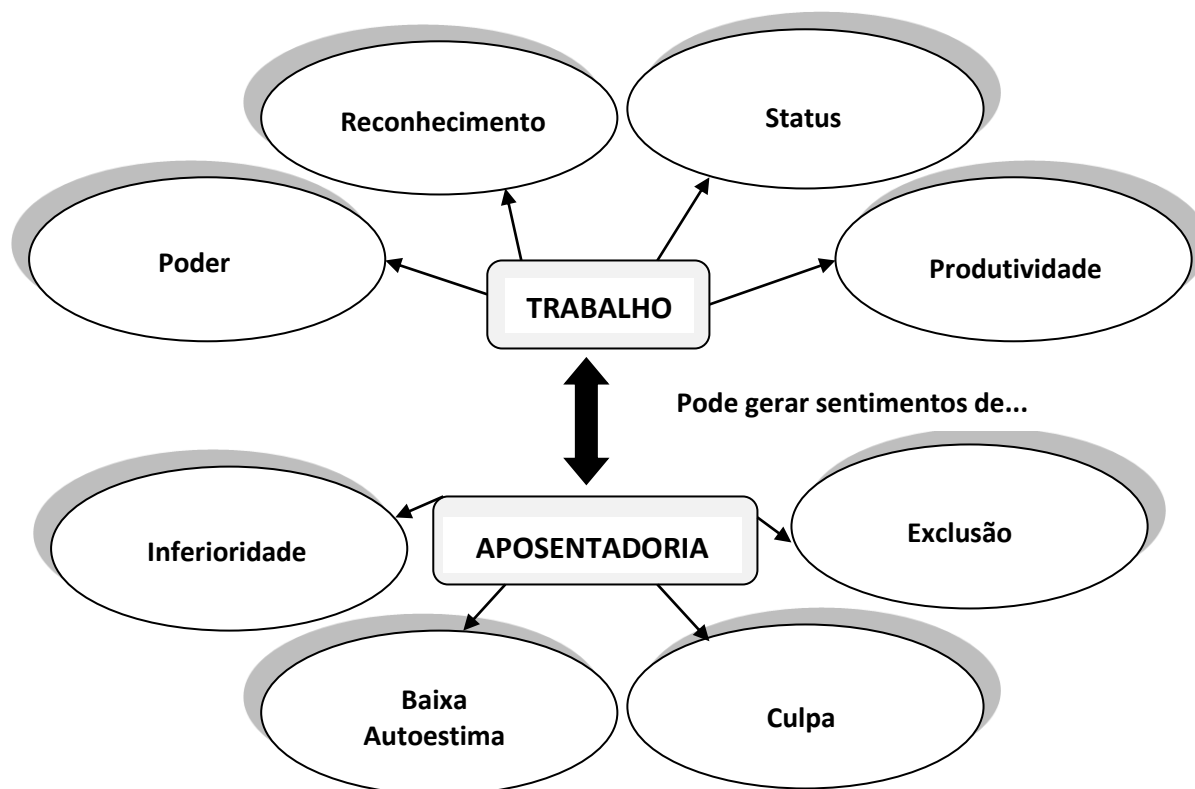 Reconhecimento
Status
Poder
Produtividade
TRABALHO
Pode gerar sentimentos de...
Inferioridade
APOSENTADORIA
Exclusão
Baixa
Autoestima
Culpa